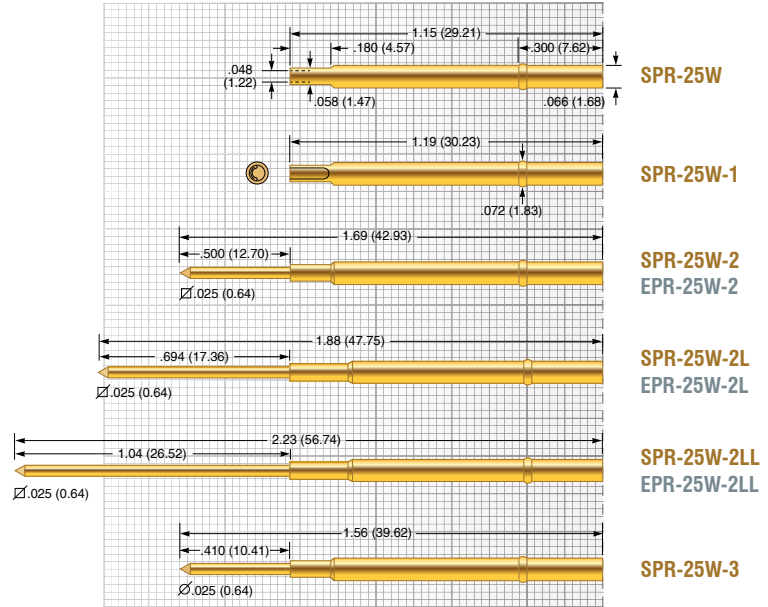 1.15 (29.21)
.180 (4.57)
.300 (7.62)
.048
(1.22)
.058 (1.47)
.066 (1.68)
SPR-25W
1.19 (30.23)
.072 (1.83)
SPR-25W-1
1.69 (42.93)
.500 (12.70)
.025 (0.64)
SPR-25W-2
EPR-25W-2
1.88 (47.75)
.694 (17.36)
.025 (0.64)
SPR-25W-2L
EPR-25W-2L
2.23 (56.74)
1.04 (26.52)
.025 (0.64)
SPR-25W-2LL
EPR-25W-2LL
1.56 (39.62)
.410 (10.41)
∅.025 (0.64)
SPR-25W-3